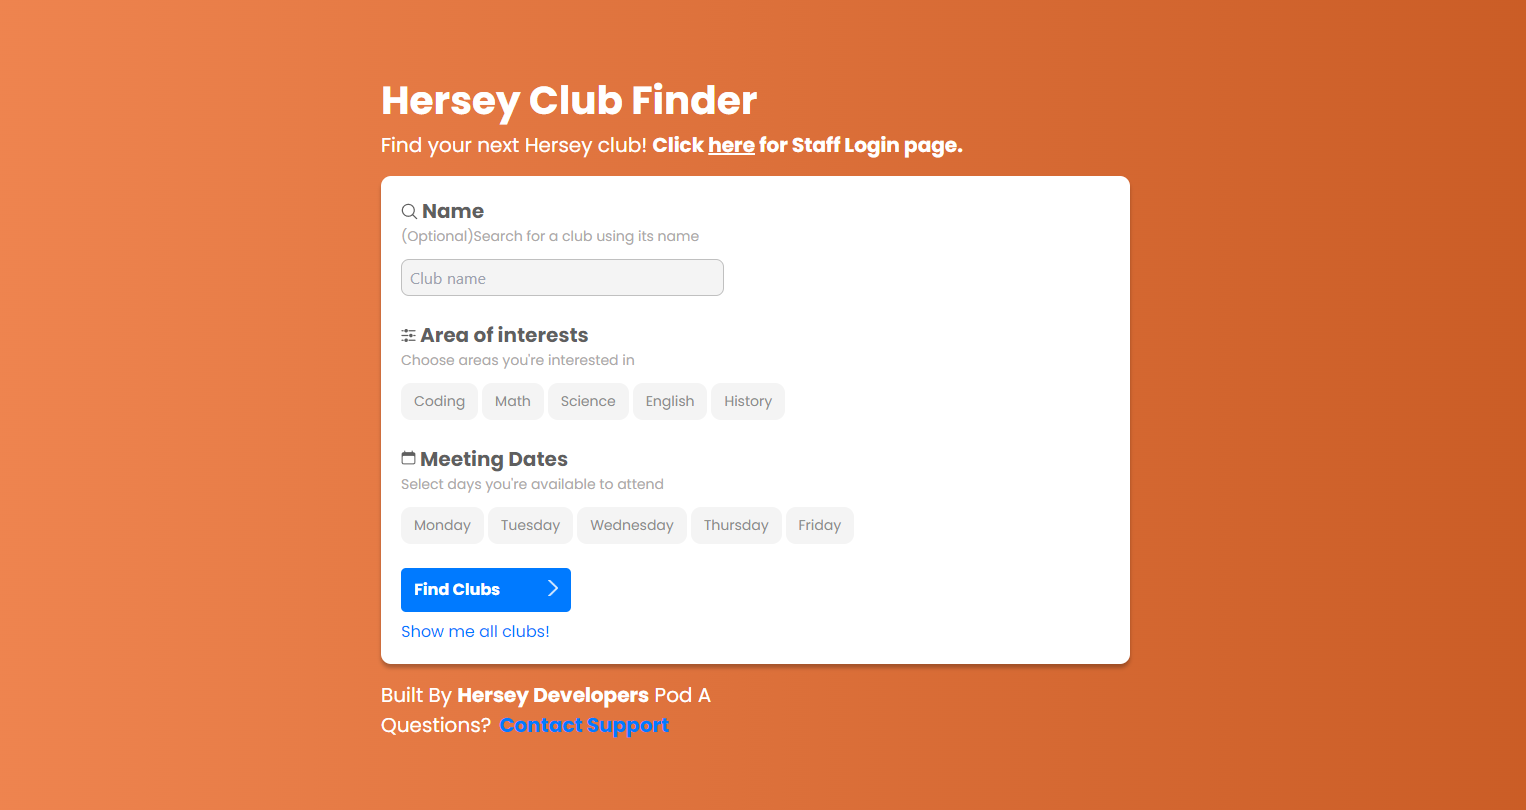 Hersey Club Finder
Find your next Hersey club! Click here for Staff Login page.
Name
(Optional)Search for a club using its name
Club name
Area of interests
Choose areas you're interested in
Coding Math Science English History
Meeting Dates
Select days you're available to attend
Monday Tuesday Wednesday Thursday Friday
Find Clubs
Show me all clubs!
Built By Hersey Developers Pod A
Questions? Contact Support